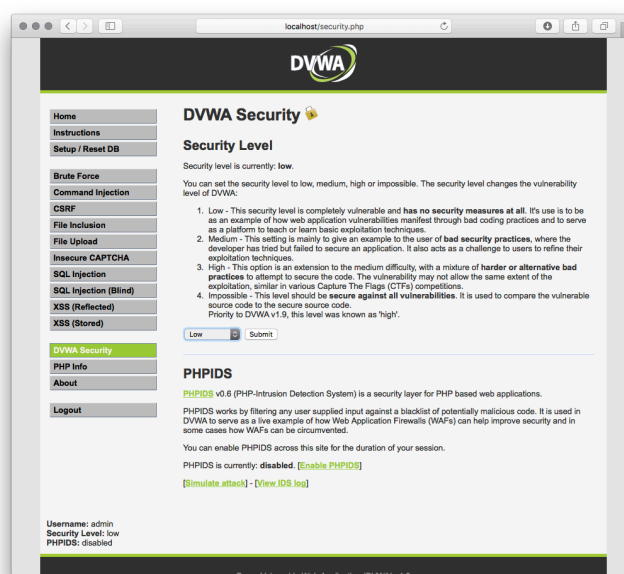 localhost/security.php
DVWA
Home
Instructions
Setup / Reset DB
Brute Force
Command Injection
CSRF
File Inclusion
File Upload
Insecure CAPTCHA
SQL Injection
SQL Injection (Blind)
XSS (Reflected)
XSS (Stored)
DVWA Security
PHP Info
About
Logout
DVWA Security
Security Level
Security level is currently: low.
You can set the security level to low, medium, high or impossible. The security level changes the vulnerability
level of DVWA:
1. Low - This security level is completely vulnerable and has no security measures at all. It's use is to be
as an example of how web application vulnerabilities manifest through bad coding practices and to serve
as a platform to teach or learn basic exploitation techniques.
2. Medium - This setting is mainly to give an example to the user of bad security practices, where the
developer has tried but failed to secure an application. It also acts as a challenge to users to refine their
exploitation techniques.
3. High - This option is an extension to the medium difficulty, with a mixture of harder or alternative bad
practices to attempt to secure the code. The vulnerability may not allow the same extent of the
exploitation, similar in various Capture The Flags (CTFs) competitions.
4. Impossible - This level should be secure against all vulnerabilities. It is used to compare the vulnerable
source code to the secure source code.
Priority to DVWA v1.9, this level was known as 'high'.
Low Submit
PHPIDS
PHPIDS v0.6 (PHP-Intrusion Detection System) is a security layer for PHP based web applications.
PHPIDS works by filtering any user supplied input against a blacklist of potentially malicious code. It is used in
DVWA to serve as a live example of how Web Application Firewalls (WAFs) can help improve security and in
some cases how WAFs can be circumvented.
You can enable PHPIDS across this site for the duration of your session.
PHPIDS is currently: disabled. [Enable PHPIDS]
[Simulate attack] - [View IDS log]
Username: admin
Security Level: low
PHPIDS: disabled